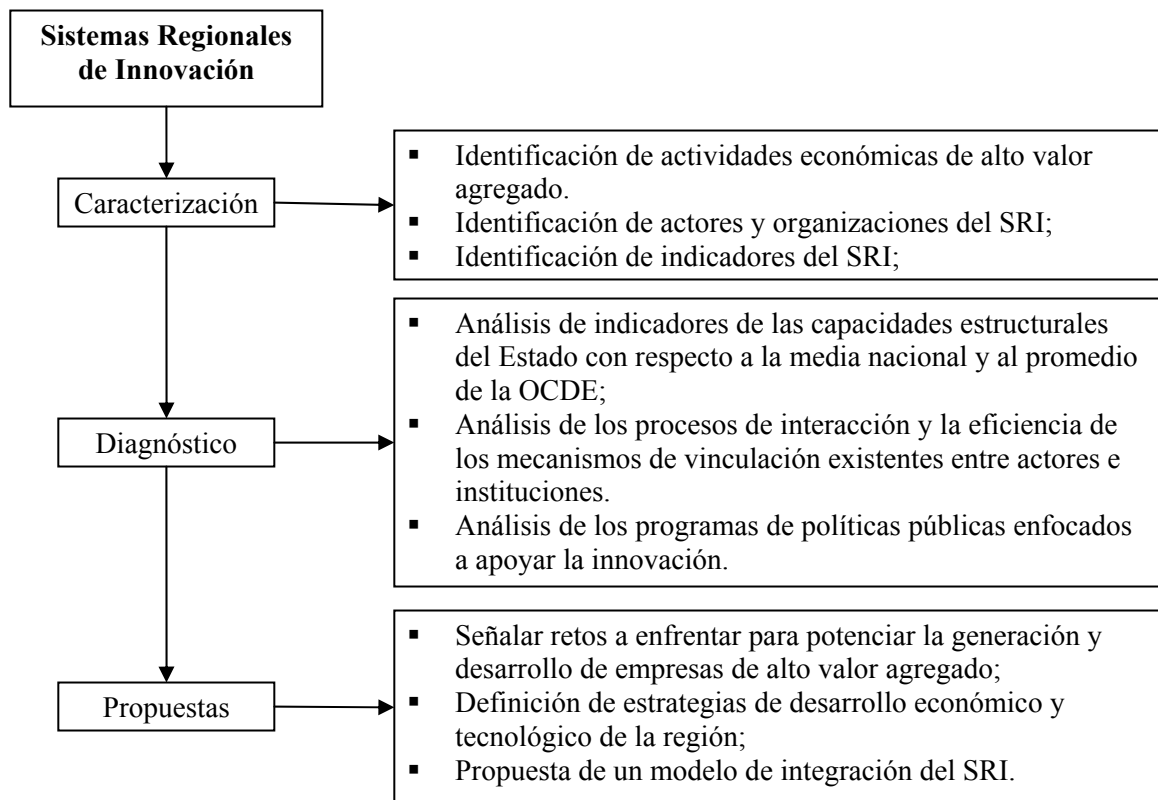 Sistemas Regionales
de Innovación
Caracterización
▪ Identificación de actividades económicas de alto valor
agregado.
▪ Identificación de actores y organizaciones del SRI;
▪ Identificación de indicadores del SRI;
Diagnóstico
▪ Análisis de indicadores de las capacidades estructurales
del Estado con respecto a la media nacional y al promedio
de la OCDE;
▪ Análisis de los procesos de interacción y la eficiencia de
los mecanismos de vinculación existentes entre actores e
instituciones.
▪ Análisis de los programas de políticas públicas enfocados
a apoyar la innovación.
Propuestas
▪ Señalar retos a enfrentar para potenciar la generación y
desarrollo de empresas de alto valor agregado;
▪ Definición de estrategias de desarrollo económico y
tecnológico de la región;
▪ Propuesta de un modelo de integración del SRI.